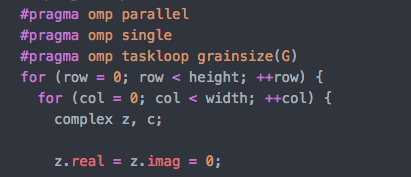 #pragma omp parallel
#pragma omp single
#pragma omp taskloop grainsize(G)
for (row = 0; row < height; ++row) {
for (col = 0; col < width; ++col) {
complex z, c;
z.real = z.imag = 0;